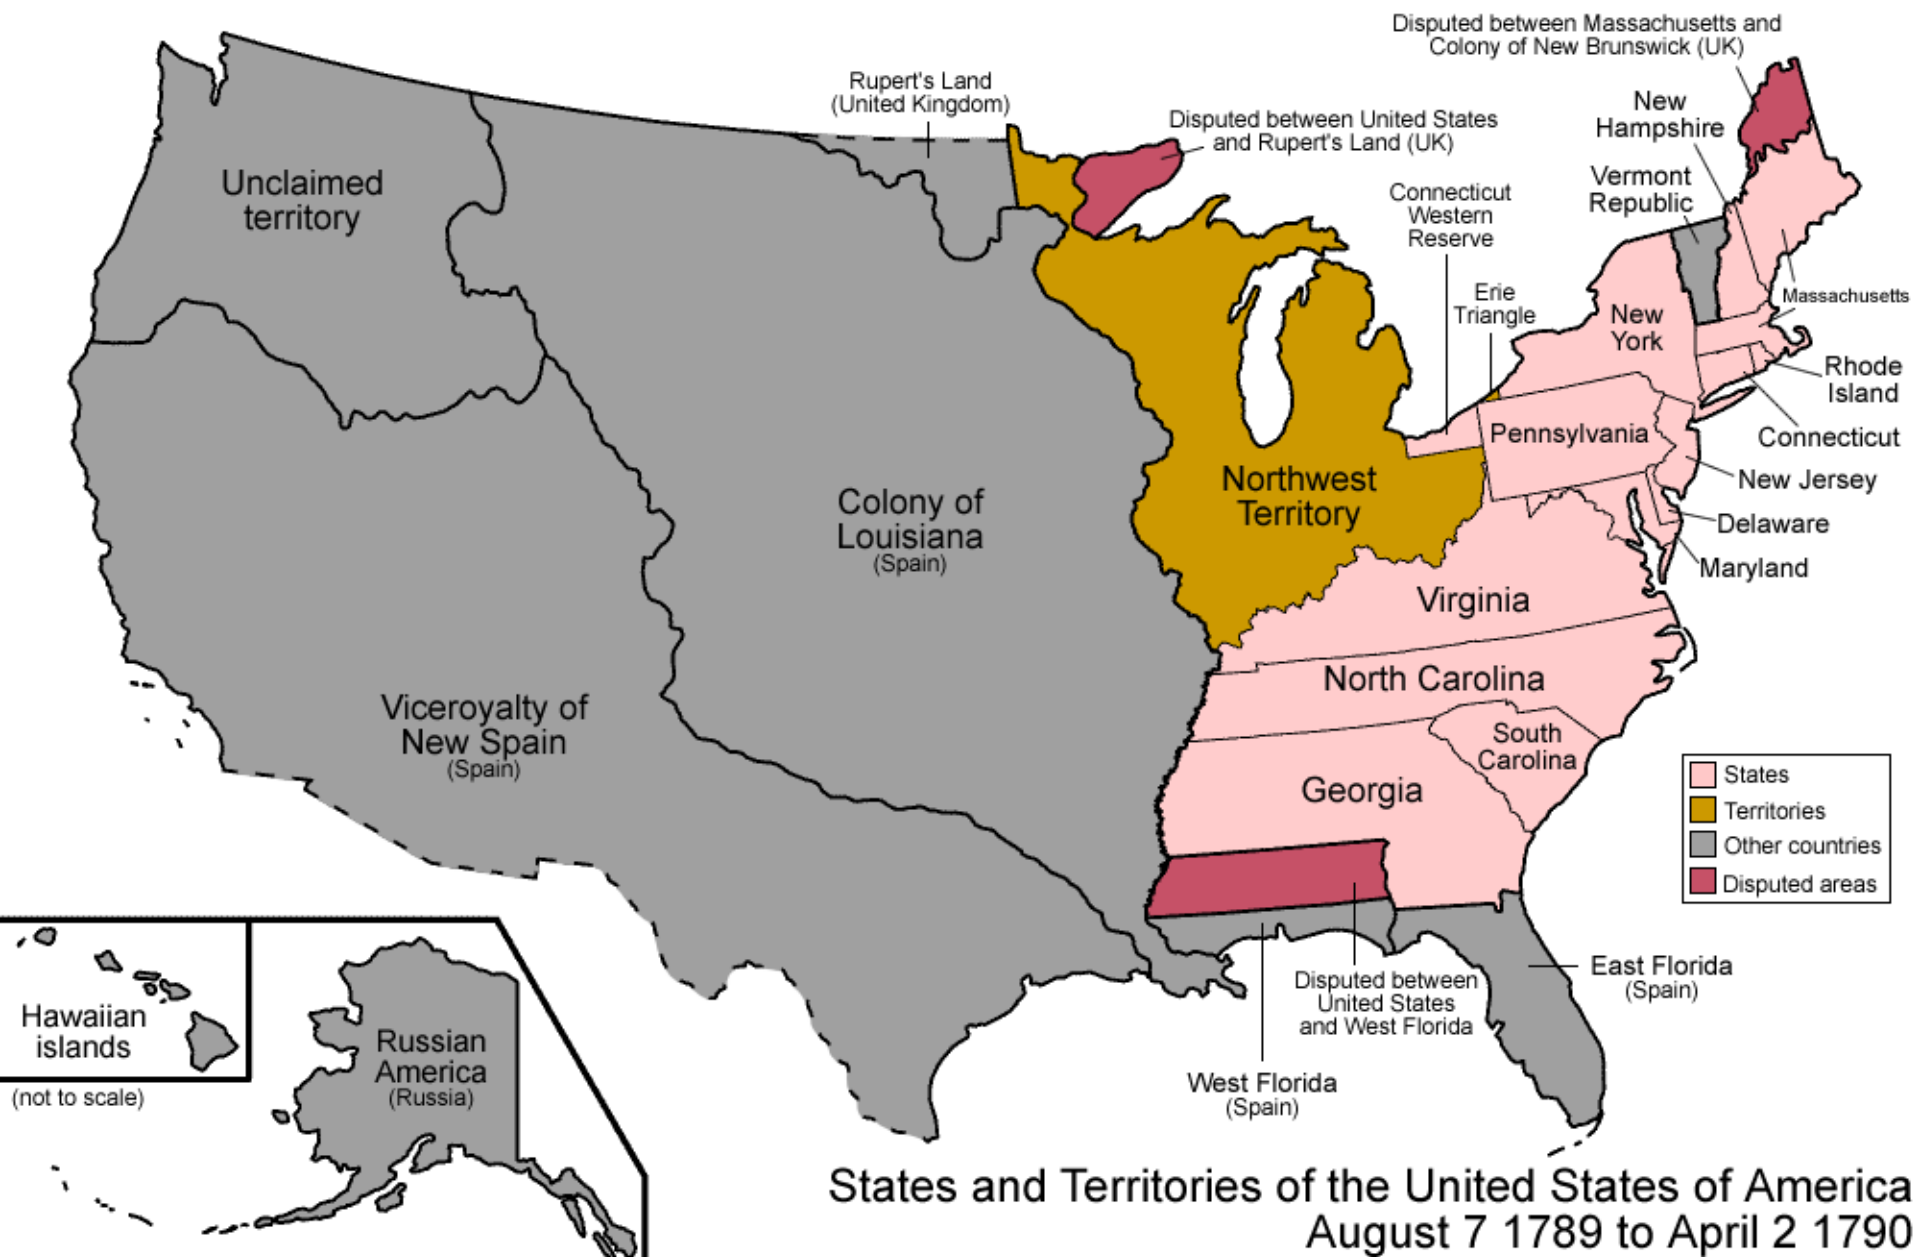 Disputed between Massachusetts and
Colony of New Brunswick (UK)
Rupert's Land
(United Kingdom)
New
Hampshire
Disputed between United States
and Rupert's Land (UK)
Unclaimed
territory
Vermont
Republic
Connecticut
Western
Reserve
Erie
Triangle
Massachusetts
New
York
Rhode
Island
Pennsylvania
Connecticut
Northwest
Territory
New Jersey
Colony of
Louisiana
(Spain)
Delaware
Maryland
Virginia
North Carolina
Viceroyalty of
New Spain
(Spain)
South
Carolina
Georgia
States
Territories
Other countries
Disputed areas
East Florida
(Spain)
Disputed between
United States
and West Florida
Hawaiian
islands
(not to scale)
Russian
America
(Russia)
West Florida
(Spain)
States and Territories of the United States of America
August 7 1789 to April 2 1790